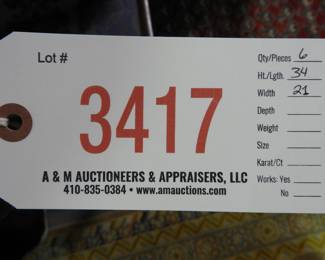 Lot #
3417
A & M AUCTIONEERS & APPRAISERS, LLC
410-835-0384 • www.amauctions.com
Qty/Pieces 6
Ht./Lgth. 34
Width 21
Depth
Weight
Size
Karat/Ct
Works: Yes
No